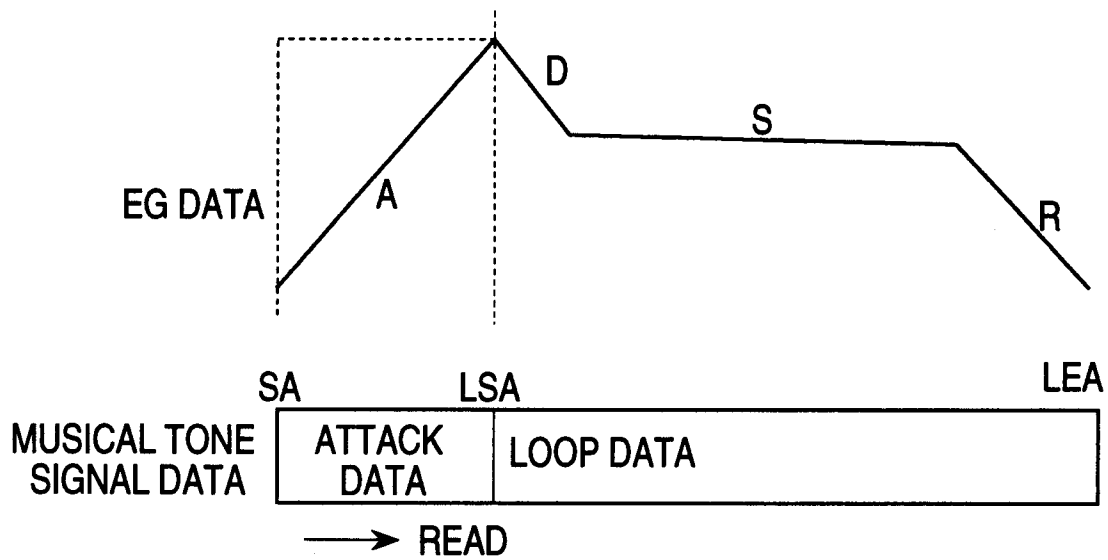 D
S
A
EG DATA
R
SA
LSA
LEA
MUSICAL TONE
SIGNAL DATA
ATTACK
DATA
LOOP DATA
READ